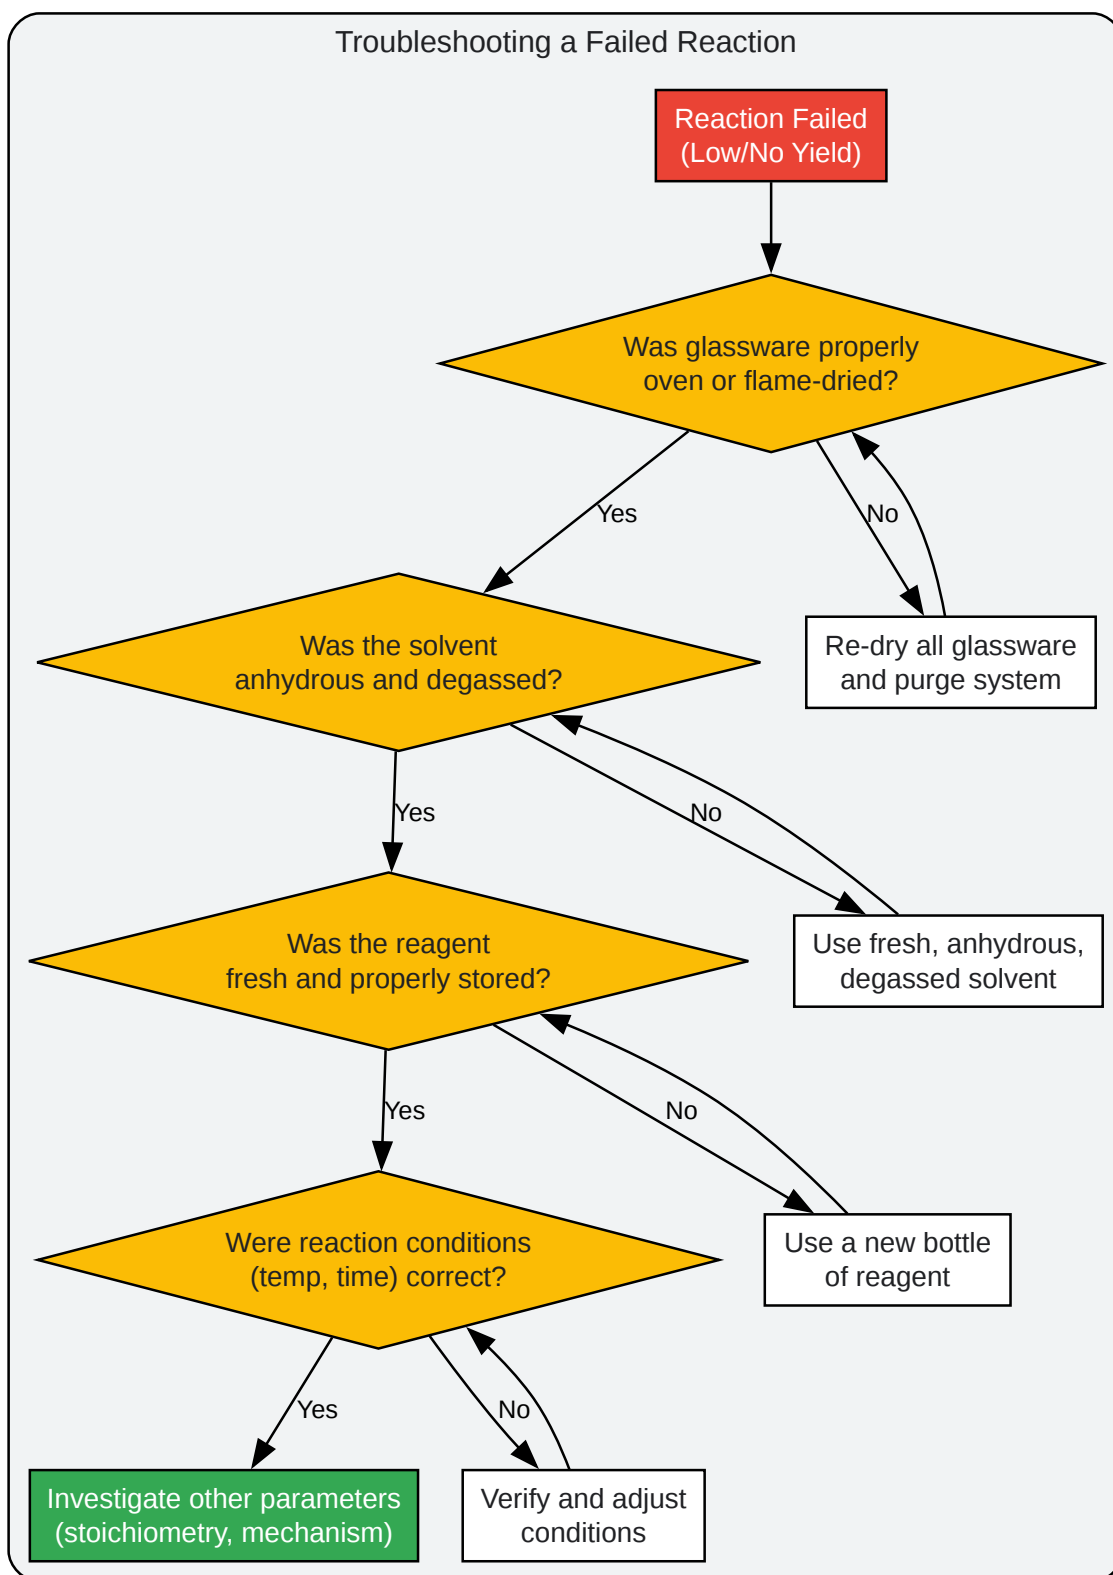 Troubleshooting a Failed Reaction
Reaction Failed
(Low/No Yield)
Was glassware properly
oven or flame-dried?
Yes
No
Re-dry all glassware
and purge system
Was the solvent
anhydrous and degassed?
Yes
No
Use fresh, anhydrous,
degassed solvent
Was the reagent
fresh and properly stored?
Yes
No
Use a new bottle
of reagent
Were reaction conditions
(temp, time) correct?
Yes
No
Investigate other parameters
(stoichiometry, mechanism)
Verify and adjust
conditions